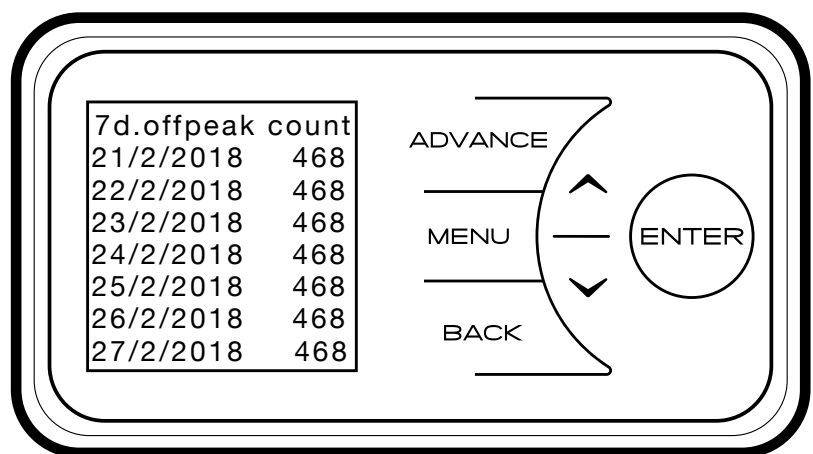 7d.offpeak count
21/2/2018 468
22/2/2018 468
23/2/2018 468
24/2/2018 468
25/2/2018 468
26/2/2018 468
27/2/2018 468
ADVANCE
MENU
BACK
ENTER